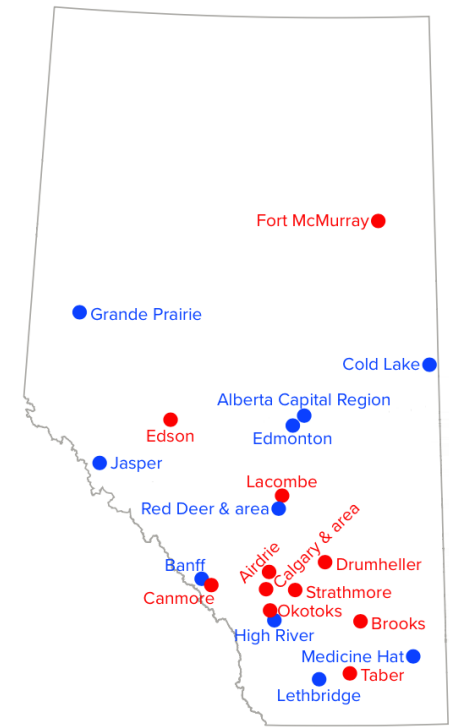 Fort McMurray
Grande Prairie
Cold Lake
Alberta Capital Region
Edson
Edmonton
Jasper
Lacombe
Red Deer & area
Airdrie
Calgary & area
Banff
Drumheller
Canmore
Strathmore
Okotoks
Brooks
High River
Medicine Hat
Taber
Lethbridge